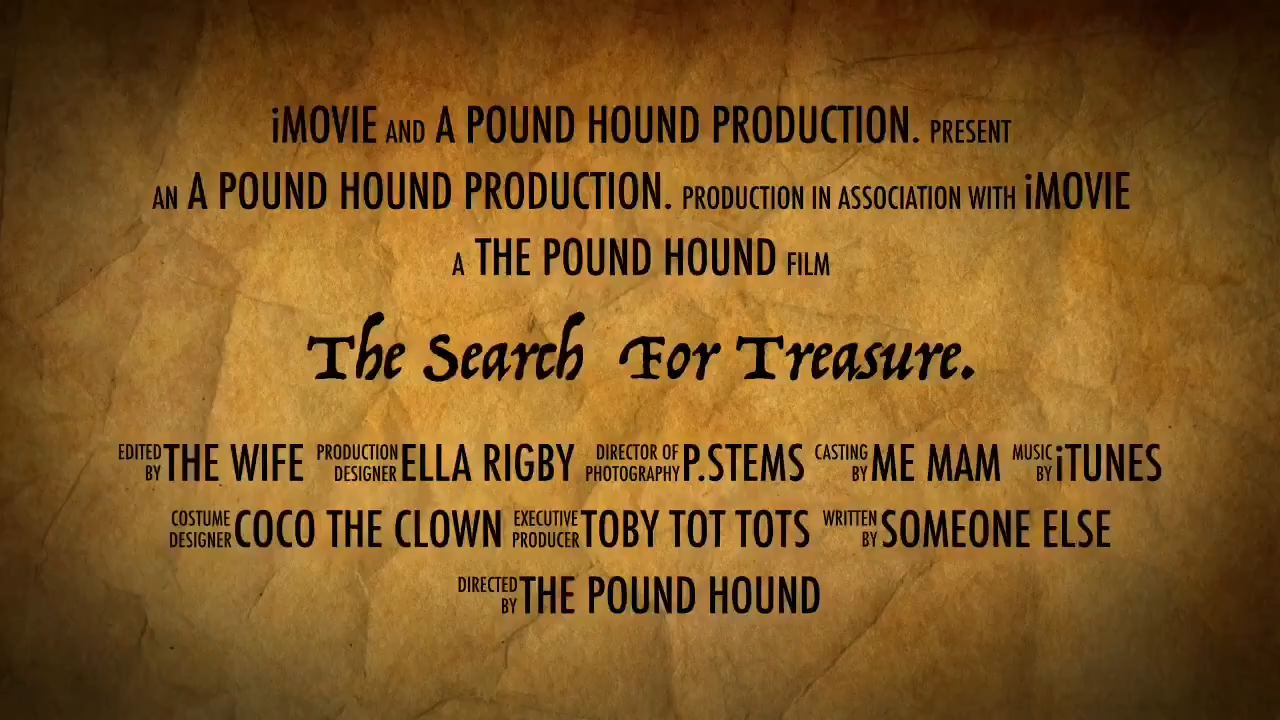 iMOVIE AND A POUND HOUND PRODUCTION. PRESENT
AN A POUND HOUND PRODUCTION. PRODUCTION IN ASSOCIATION WITH iMOVIE
A THE POUND HOUND FILM
The Search For Treasure.
EDITED BY THE WIFE PRODUCTION DESIGNER ELLA RIGBY DIRECTOR OF PHOTOGRAPHY P.STEMS CASTING BY ME MAM MUSIC BY iTUNES
COSTUME DESIGNER COCO THE CLOWN EXECUTIVE PRODUCER TOBY TOT TOTS WRITTEN BY SOMEONE ELSE
DIRECTED BY THE POUND HOUND